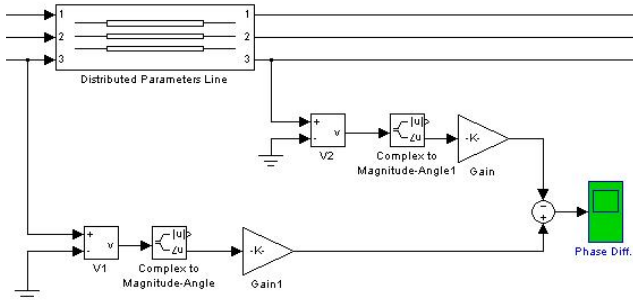 1 1
2 2
3 3
Distributed Parameters Line
+
-
v
V2
|u|
∠u
Complex to
Magnitude-Angle1
-K-
Gain
−
+
Phase Diff.
+
-
v
V1
|u|
∠u
Complex to
Magnitude-Angle
-K-
Gain1